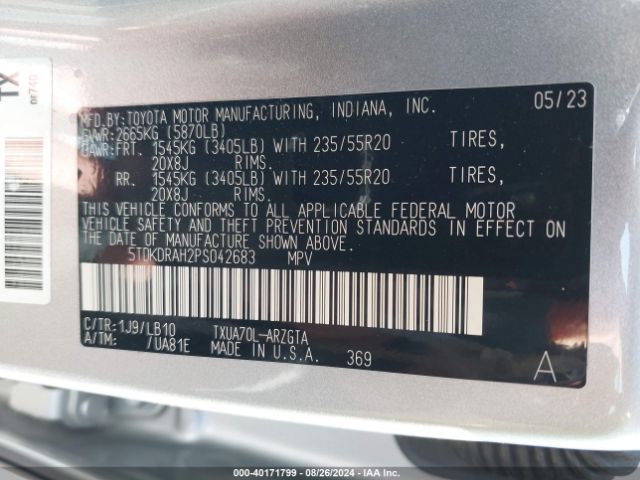 TX
DF740
MFD. BY:TOYOTA MOTOR MANUFACTURING, INDIANA, INC. 05/23
GVWR:2665KG (5870LB)
GAWR:FRT. 1545KG (3405LB) WITH 235/55R20 TIRES,
20X8J RIMS.
RR. 1545KG (3405LB) WITH 235/55R20 TIRES,
20X8J RIMS.
THIS VEHICLE CONFORMS TO ALL APPLICABLE FEDERAL MOTOR
VEHICLE SAFETY AND THEFT PREVENTION STANDARDS IN EFFECT ON
THE DATE OF MANUFACTURE SHOWN ABOVE.
5TDKDRAH2PS042683 MPV
C/TR:1J9/LB10 TXUA70L-ARZGTA
A/TM: /UA81E MADE IN U.S.A. 369 A
000-40171799 - 08/26/2024 - IAA Inc.